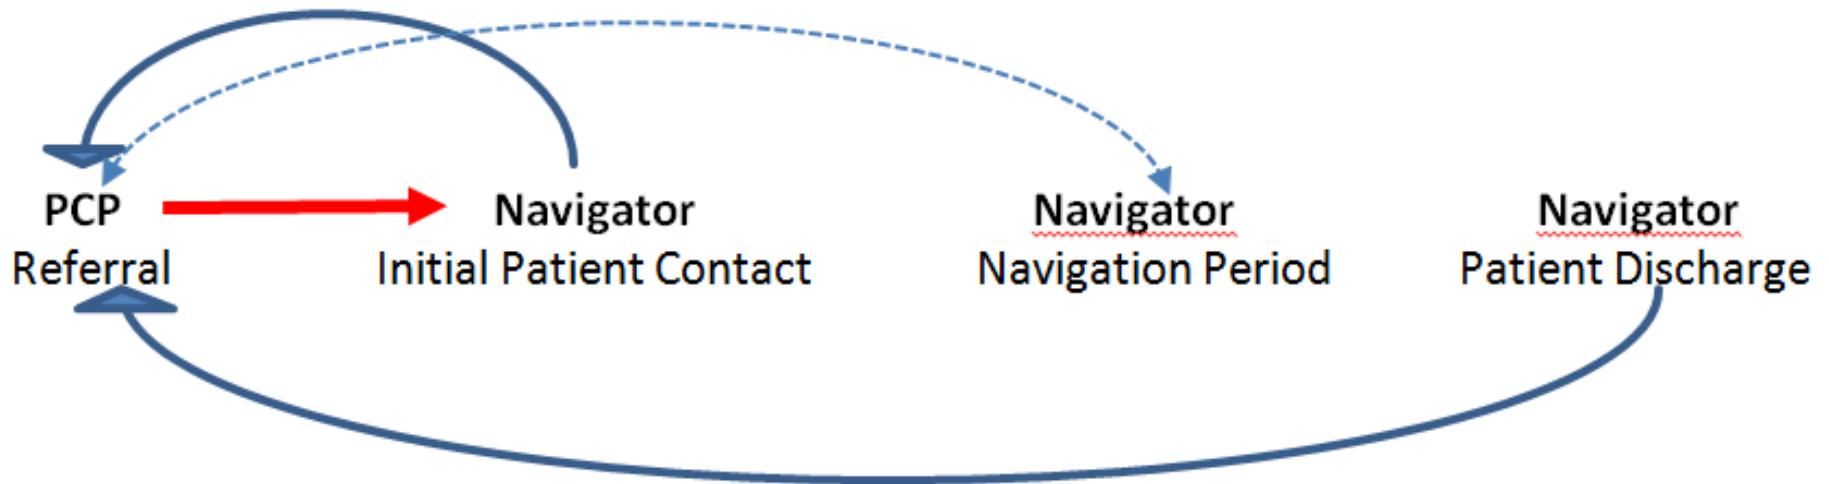 PCP Navigator Navigator Navigator
Referral Initial Patient Contact Navigation Period Patient Discharge